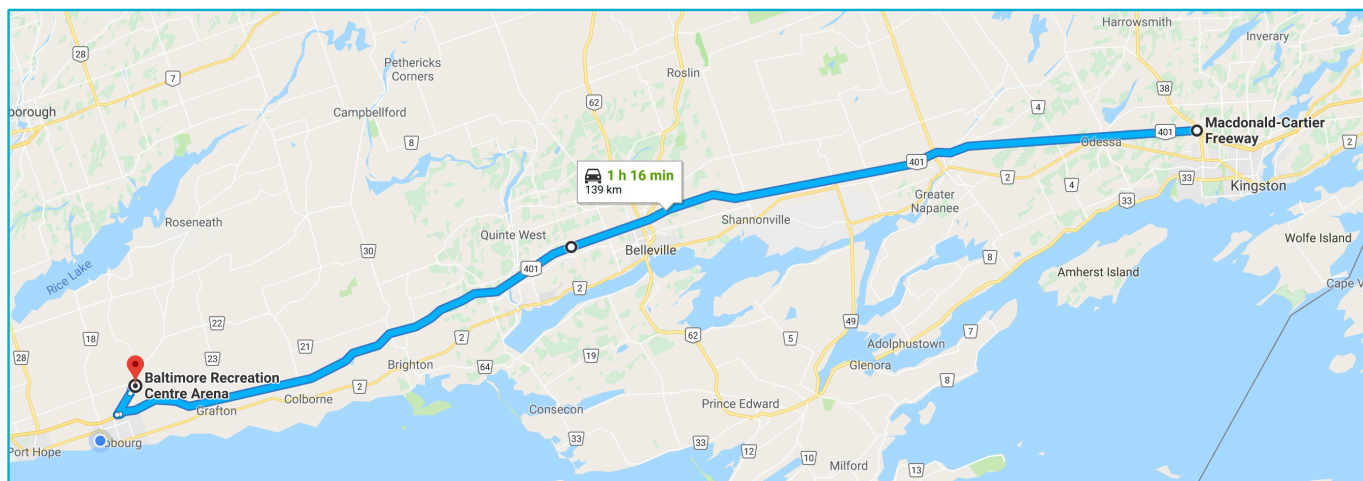 Harrowsmith
Inverary
28
7
Pethericks
Corners
Roslin
62
38
4
borough
Campbellford
8
401
Macdonald-Cartier
Freeway
2
Odessa
401
1 h 16 min
139 km
2
4
33
Kingston
Greater
Napanee
33
Roseneath
Shannonville
Quinte West
30
Belleville
Wolfe Island
8
Rice Lake
401
2
Amherst Island
Cape V
22
18
49
7
62
5
2
21
28
23
19
Adolphustown
Brighton
64
Glenora
Baltimore Recreation
Centre Arena
8
2
Colborne
Grafton
Consecon
Prince Edward
obourg
33
33
12
Port Hope
10
Milford
13